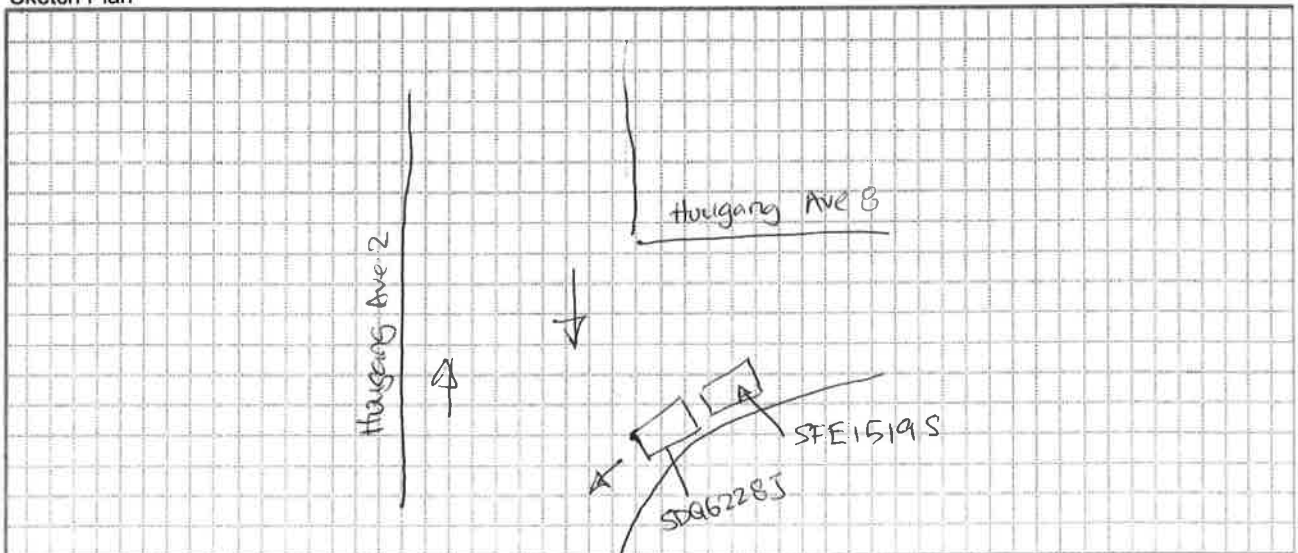 Sketch Plan
Hougang Ave 8
Hougang Ave 2
SFE1519S
SDQ6228J